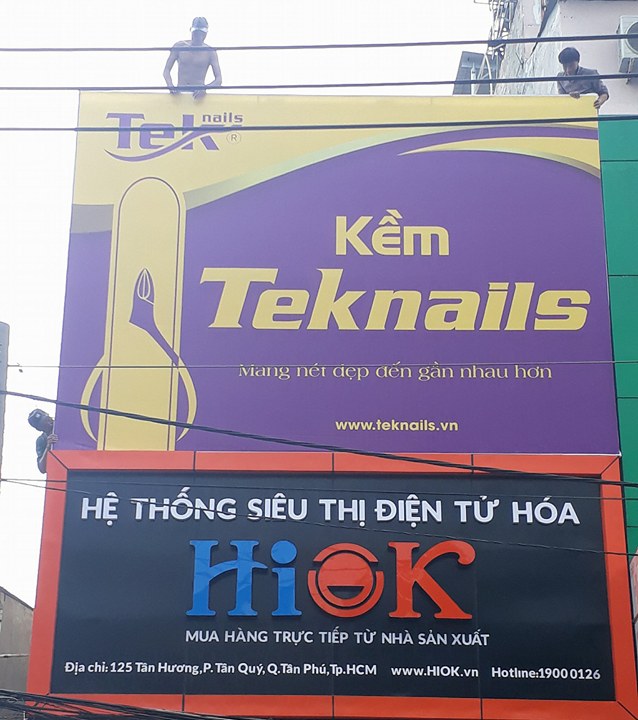 Tek nails ®
Kềm
Teknails
Mang nét đẹp đến gần nhau hơn
www.teknails.vn
HỆ THỐNG SIÊU THỊ ĐIỆN TỬ HÓA
HiOK
MUA HÀNG TRỰC TIẾP TỪ NHÀ SẢN XUẤT
Địa chỉ: 125 Tân Hương, P. Tân Quý, Q.Tân Phú,Tp.HCM www.HIOK.vn Hotline:1900 0126